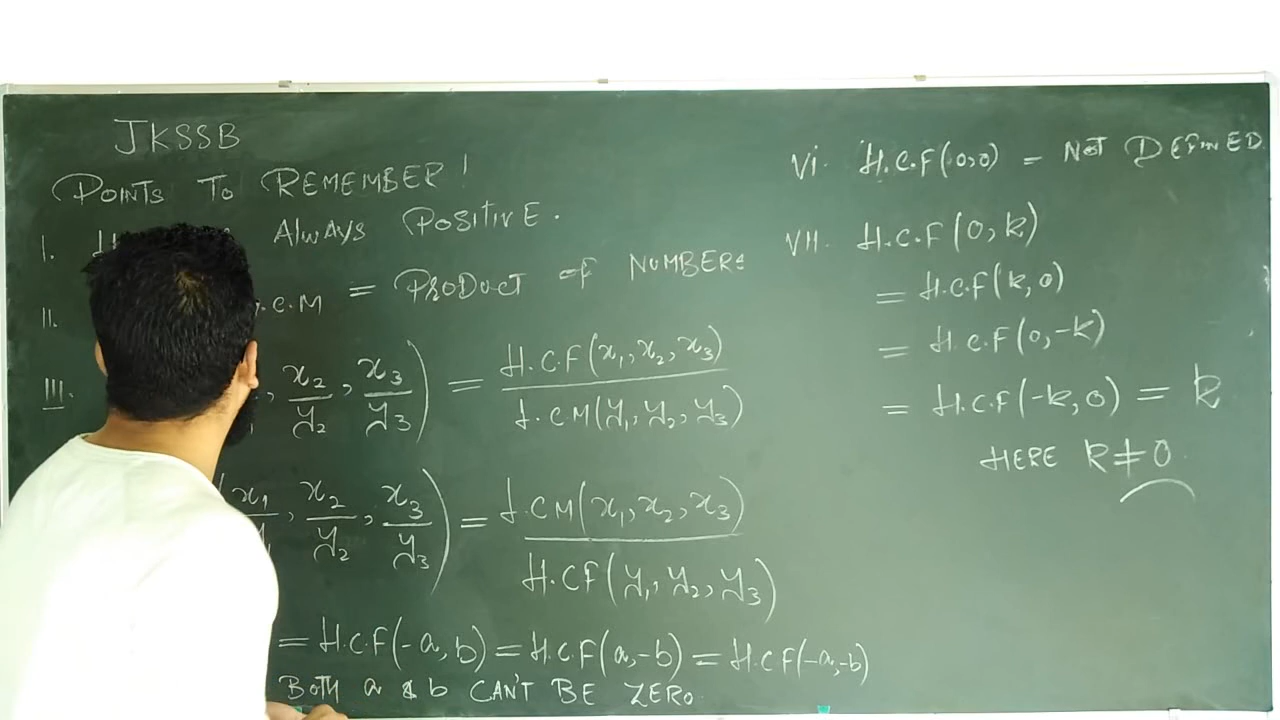 JKSSB
POINTS TO REMEMBER!
I. H ALWAYS POSITIVE.
II. .C.M = PRODUCT OF NUMBERS
III. , x₂/y₂, x₃/y₃) = H.C.F(x₁, x₂, x₃)/L.CM(y₁, y₂, y₃)
(x₁/, x₂/y₂, x₃/y₃) = L.CM(x₁, x₂, x₃)/H.CF(y₁, y₂, y₃)
= H.C.F(-a, b) = H.C.F(a, -b) = H.C.F(-a, -b)
BOTH a & b CAN'T BE ZERO.
VI. H.C.F(0,0) = NOT DEFINED
VII. H.C.F(0, k)
= H.C.F(k, 0)
= H.C.F(0, -k)
= H.C.F(-k, 0) = k
HERE k ≠ 0